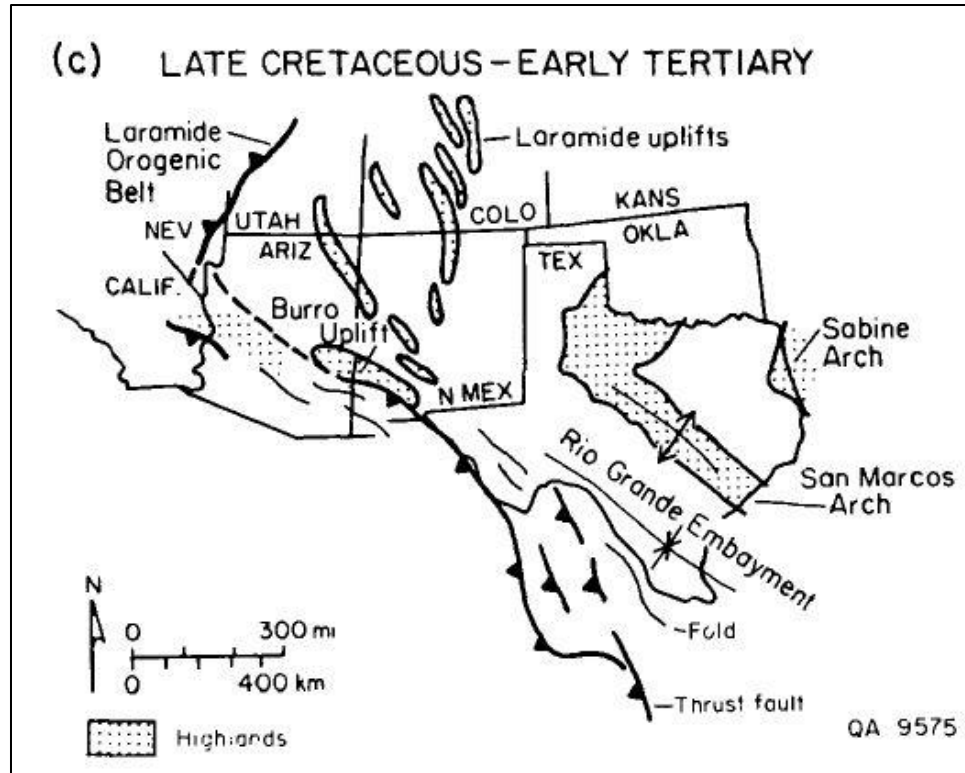 (c) LATE CRETACEOUS – EARLY TERTIARY
Laramide
Orogenic
Belt
Laramide uplifts
NEV
UTAH
COLO
KANS
ARIZ
OKLA
TEX
CALIF.
Burro
Uplift
Sabine
Arch
N MEX
San Marcos
Arch
Rio Grande Embayment
N
0 300 mi
0 400 km
Fold
Thrust fault
Highlands
QA 9575